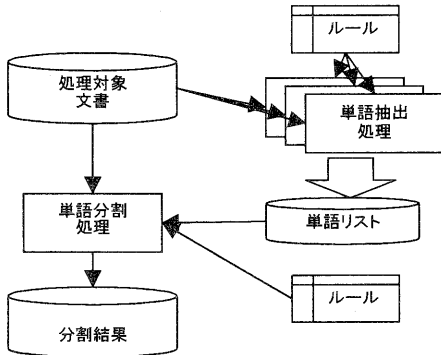 ルール
処理対象
文書
単語抽出
処理
単語分割
処理
単語リスト
ルール
分割結果